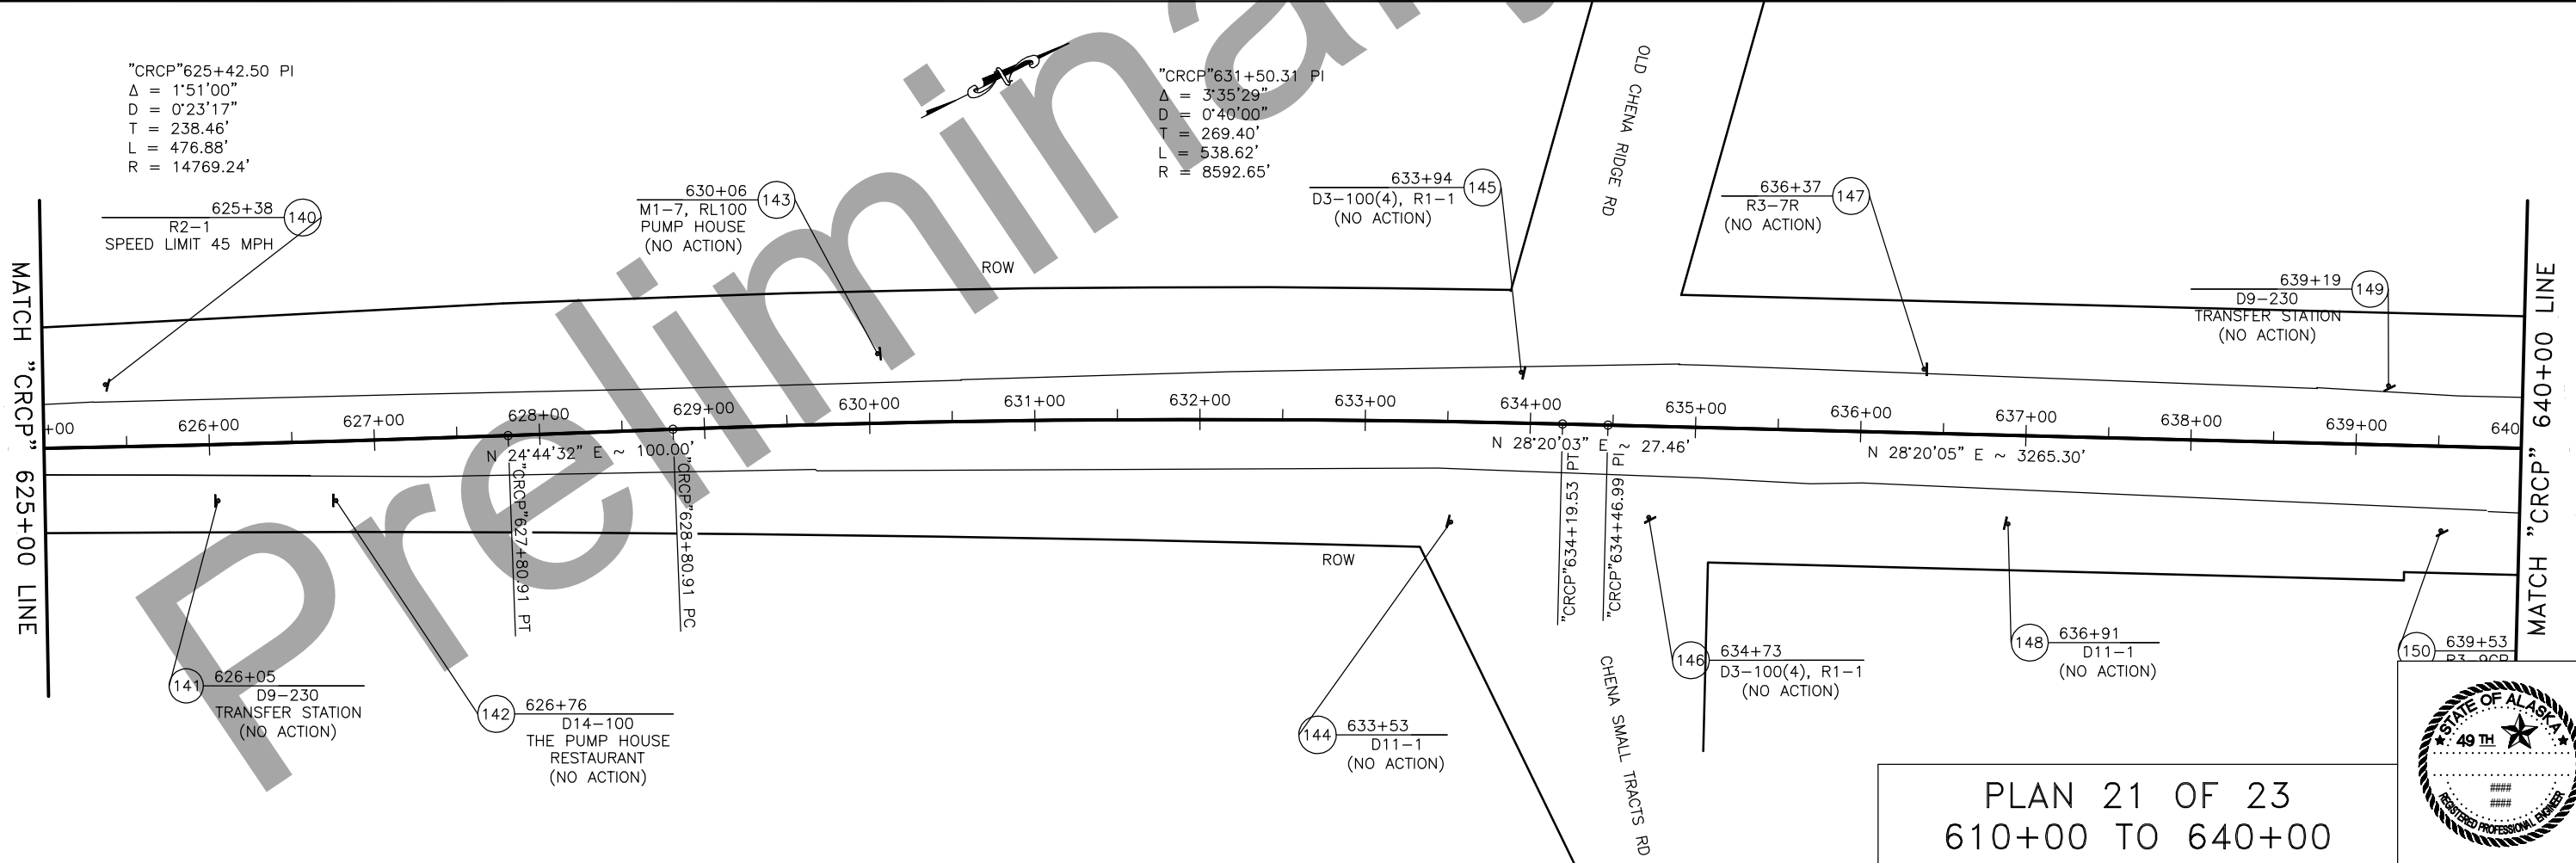 Preliminary
"CRCP"625+42.50 PI
Δ = 1°51'00"
D = 0°23'17"
T = 238.46'
L = 476.88'
R = 14769.24'
"CRCP"631+50.31 PI
Δ = 3°35'29"
D = 0°40'00"
T = 269.40'
L = 538.62'
R = 8592.65'
OLD CHENA RIDGE RD
625+38
140
R2-1
SPEED LIMIT 45 MPH
630+06
143
M1-7, RL100
PUMP HOUSE
(NO ACTION)
633+94
145
D3-100(4), R1-1
(NO ACTION)
636+37
147
R3-7R
(NO ACTION)
639+19
149
D9-230
TRANSFER STATION
(NO ACTION)
ROW
MATCH "CRCP" 625+00 LINE
MATCH "CRCP" 640+00 LINE
+00
626+00
627+00
628+00
629+00
630+00
631+00
632+00
633+00
634+00
635+00
636+00
637+00
638+00
639+00
640
N 24°44'32" E ~ 100.00'
N 28°20'03" E ~ 27.46'
N 28°20'05" E ~ 3265.30'
"CRCP"627+80.91 PT
"CRCP"628+80.91 PC
"CRCP"634+19.53 PT
"CRCP"634+46.99 PI
ROW
141
626+05
D9-230
TRANSFER STATION
(NO ACTION)
142
626+76
D14-100
THE PUMP HOUSE
RESTAURANT
(NO ACTION)
144
633+53
D11-1
(NO ACTION)
CHENA SMALL TRACTS RD
146
634+73
D3-100(4), R1-1
(NO ACTION)
148
636+91
D11-1
(NO ACTION)
150
639+53
STATE OF ALASKA
49 TH
####
####
REGISTERED PROFESSIONAL ENGINEER
PLAN 21 OF 23
610+00 TO 640+00